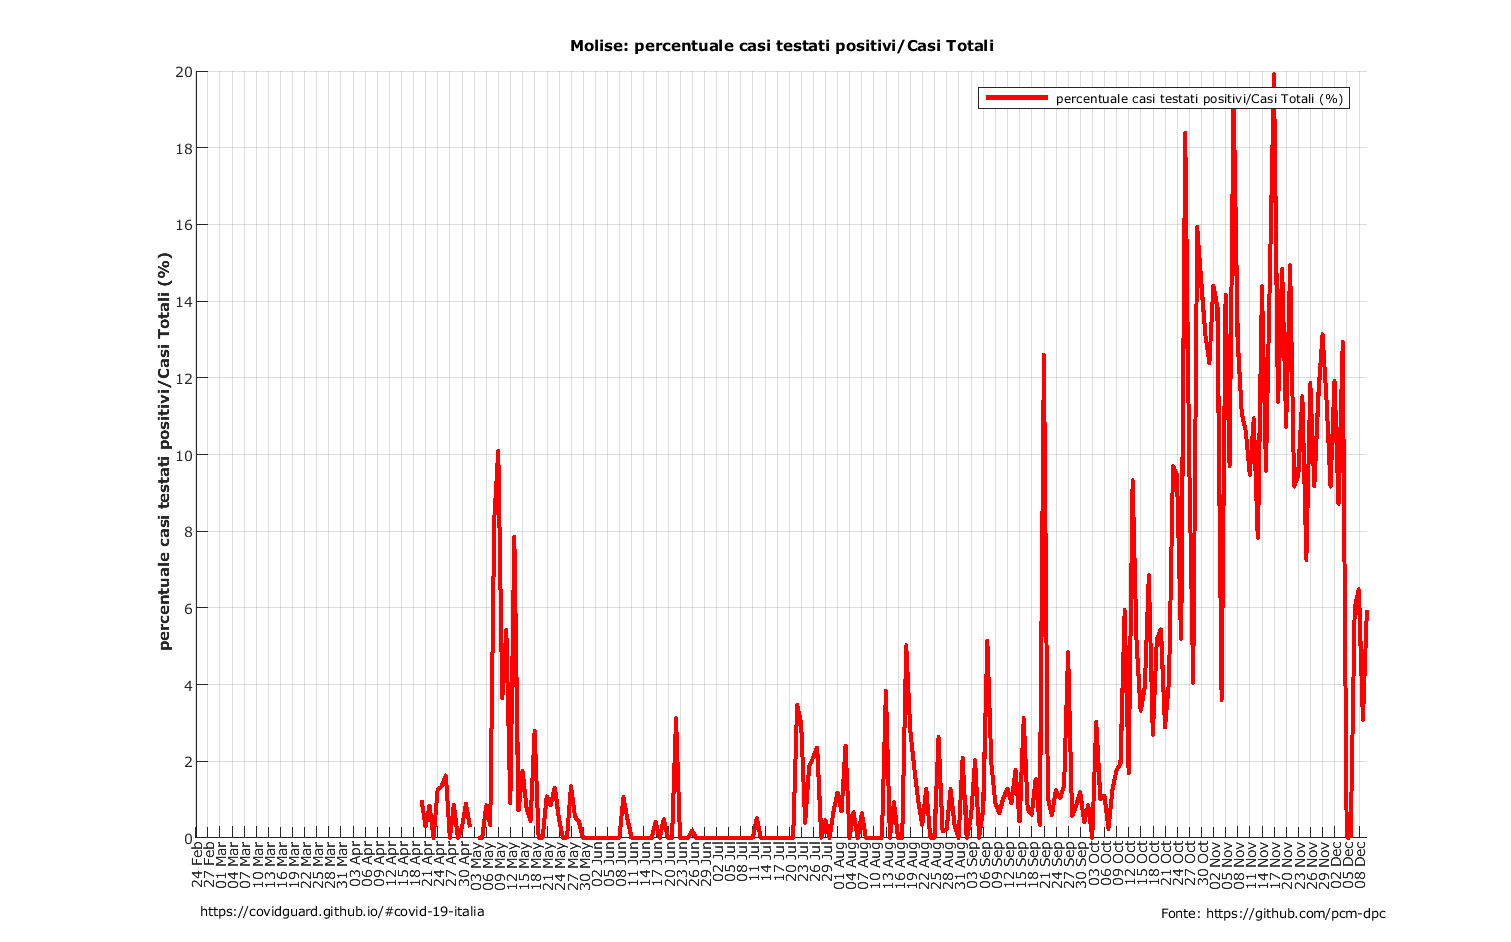 Molise: percentuale casi testati positivi/Casi Totali
percentuale casi testati positivi/Casi Totali (%)
percentuale casi testati positivi/Casi Totali (%)
20
18
16
14
12
10
8
6
4
2
0
24 Feb
27 Feb
01 Mar
04 Mar
07 Mar
10 Mar
13 Mar
16 Mar
19 Mar
22 Mar
25 Mar
28 Mar
31 Mar
03 Apr
06 Apr
09 Apr
12 Apr
15 Apr
18 Apr
21 Apr
24 Apr
27 Apr
30 Apr
03 May
06 May
09 May
12 May
15 May
18 May
21 May
24 May
27 May
30 May
02 Jun
05 Jun
08 Jun
11 Jun
14 Jun
17 Jun
20 Jun
23 Jun
26 Jun
29 Jun
02 Jul
05 Jul
08 Jul
11 Jul
14 Jul
17 Jul
20 Jul
23 Jul
26 Jul
29 Jul
01 Aug
04 Aug
07 Aug
10 Aug
13 Aug
16 Aug
19 Aug
22 Aug
25 Aug
28 Aug
31 Aug
03 Sep
06 Sep
09 Sep
12 Sep
15 Sep
18 Sep
21 Sep
24 Sep
27 Sep
30 Sep
03 Oct
06 Oct
09 Oct
12 Oct
15 Oct
18 Oct
21 Oct
24 Oct
27 Oct
30 Oct
02 Nov
05 Nov
08 Nov
11 Nov
14 Nov
17 Nov
20 Nov
23 Nov
26 Nov
29 Nov
02 Dec
05 Dec
08 Dec
https://covidguard.github.io/#covid-19-italia
Fonte: https://github.com/pcm-dpc